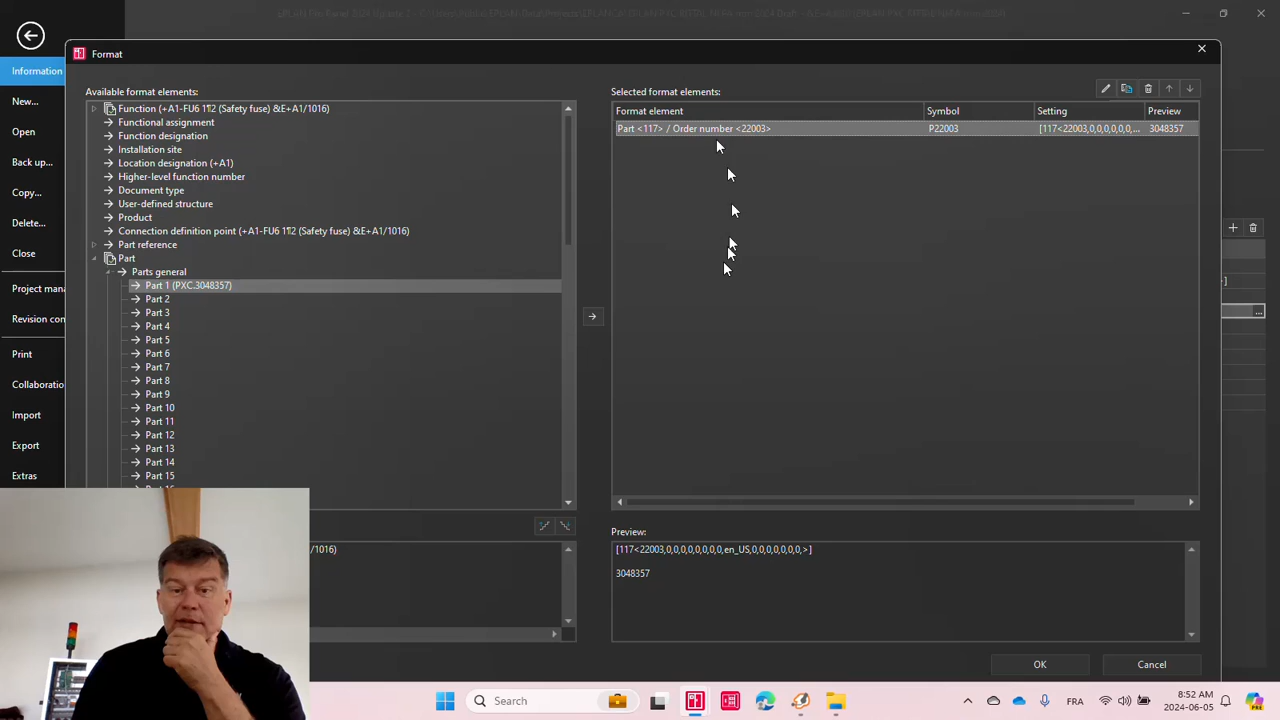 Format
Information
New...
Open
Back up...
Copy...
Delete...
Close
Project mana
Revision con
Print
Collaboratio
Import
Export
Extras
Available format elements:
Function (+A1-FU6 1¶2 (Safety fuse) &E+A1/1016)
Functional assignment
Function designation
Installation site
Location designation (+A1)
Higher-level function number
Document type
User-defined structure
Product
Connection definition point (+A1-FU6 1¶2 (Safety fuse) &E+A1/1016)
Part reference
Part
Parts general
Part 1 (PXC.3048357)
Part 2
Part 3
Part 4
Part 5
Part 6
Part 7
Part 8
Part 9
Part 10
Part 11
Part 12
Part 13
Part 14
Part 15
/1016)
Selected format elements:
Format element Symbol Setting Preview
Part <117> / Order number <22003> P22003 [117<22003,0,0,0,0,0,0,... 3048357
Preview:
[117<22003,0,0,0,0,0,0,0,0,en_US,0,0,0,0,0,0,0,>]
3048357
OK
Cancel
Search
FRA
8:52 AM
2024-06-05